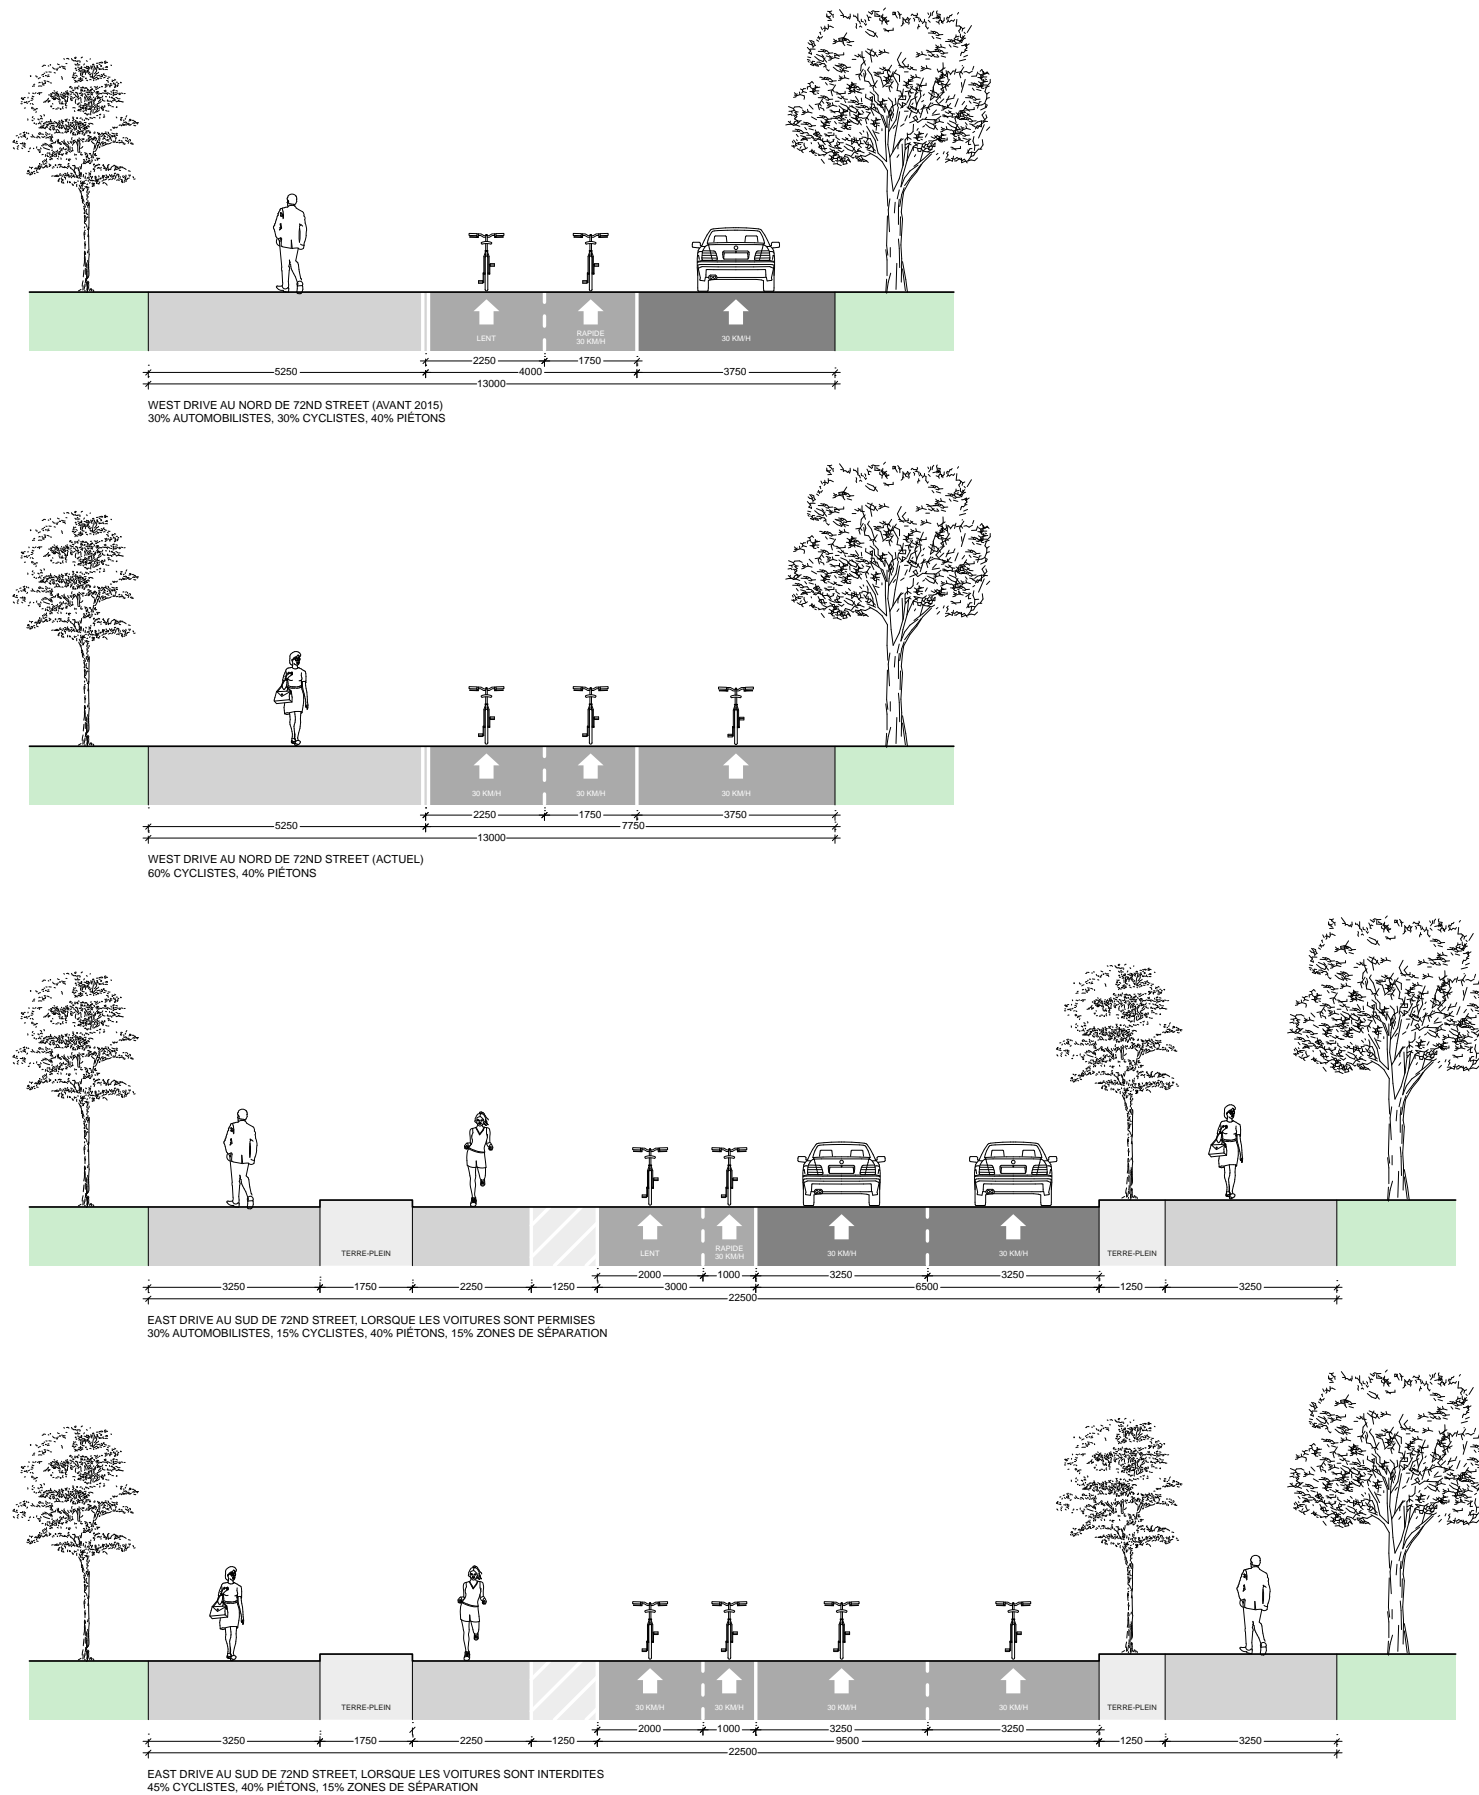 LENT
RAPIDE
30 KM/H
30 KM/H
2250 1750
5250 4000 3750
13000
WEST DRIVE AU NORD DE 72ND STREET (AVANT 2015)
30% AUTOMOBILISTES, 30% CYCLISTES, 40% PIÉTONS
30 KM/H 30 KM/H 30 KM/H
2250 1750 3750
5250 7750
13000
WEST DRIVE AU NORD DE 72ND STREET (ACTUEL)
60% CYCLISTES, 40% PIÉTONS
TERRE-PLEIN LENT
RAPIDE
30 KM/H
30 KM/H 30 KM/H TERRE-PLEIN
2000 1000 3250 3250
3250 1750 2250 1250 3000 6500 1250 3250
22500
EAST DRIVE AU SUD DE 72ND STREET, LORSQUE LES VOITURES SONT PERMISES
30% AUTOMOBILISTES, 15% CYCLISTES, 40% PIÉTONS, 15% ZONES DE SÉPARATION
TERRE-PLEIN 30 KM/H 30 KM/H 30 KM/H 30 KM/H TERRE-PLEIN
2000 1000 3250 3250
3250 1750 2250 1250 9500 1250 3250
22500
EAST DRIVE AU SUD DE 72ND STREET, LORSQUE LES VOITURES SONT INTERDITES
45% CYCLISTES, 40% PIÉTONS, 15% ZONES DE SÉPARATION